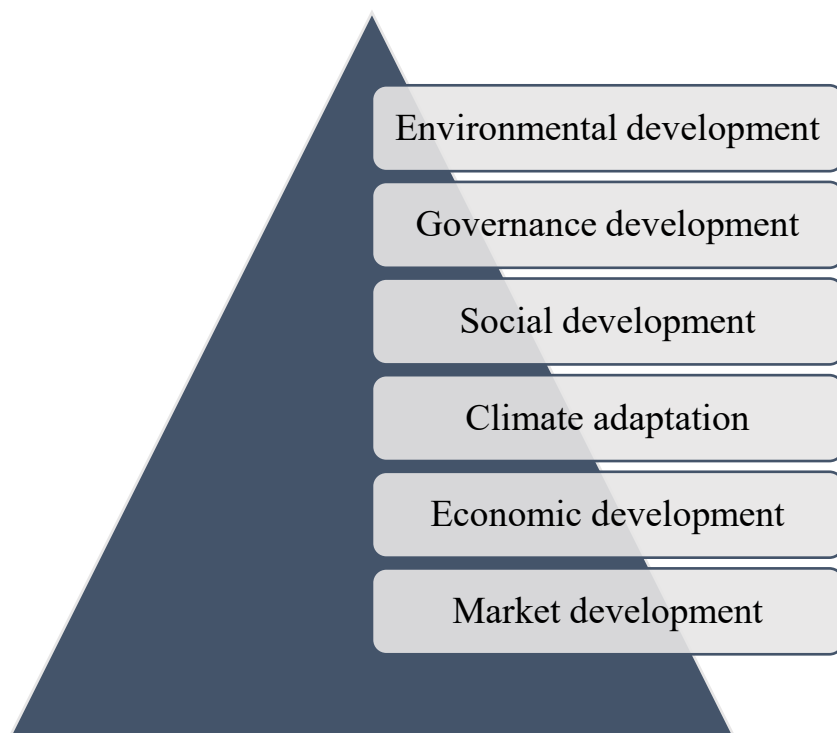 Environmental development
Governance development
Social development
Climate adaptation
Economic development
Market development